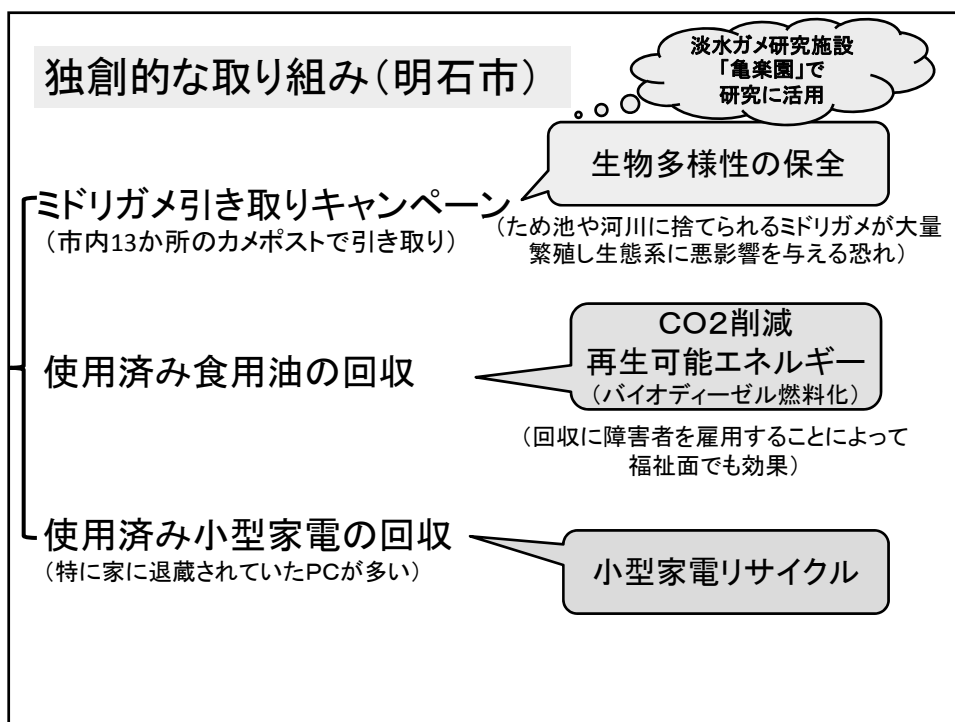 独創的な取り組み（明石市）
淡水ガメ研究施設
「亀楽園」で
研究に活用
生物多様性の保全
ミドリガメ引き取りキャンペーン
（市内13か所のカメポストで引き取り）
（ため池や河川に捨てられるミドリガメが大量
繁殖し生態系に悪影響を与える恐れ）
CO2削減
再生可能エネルギー
（バイオディーゼル燃料化）
使用済み食用油の回収
（回収に障害者を雇用することによって
福祉面でも効果）
使用済み小型家電の回収
（特に家に退蔵されていたPCが多い）
小型家電リサイクル